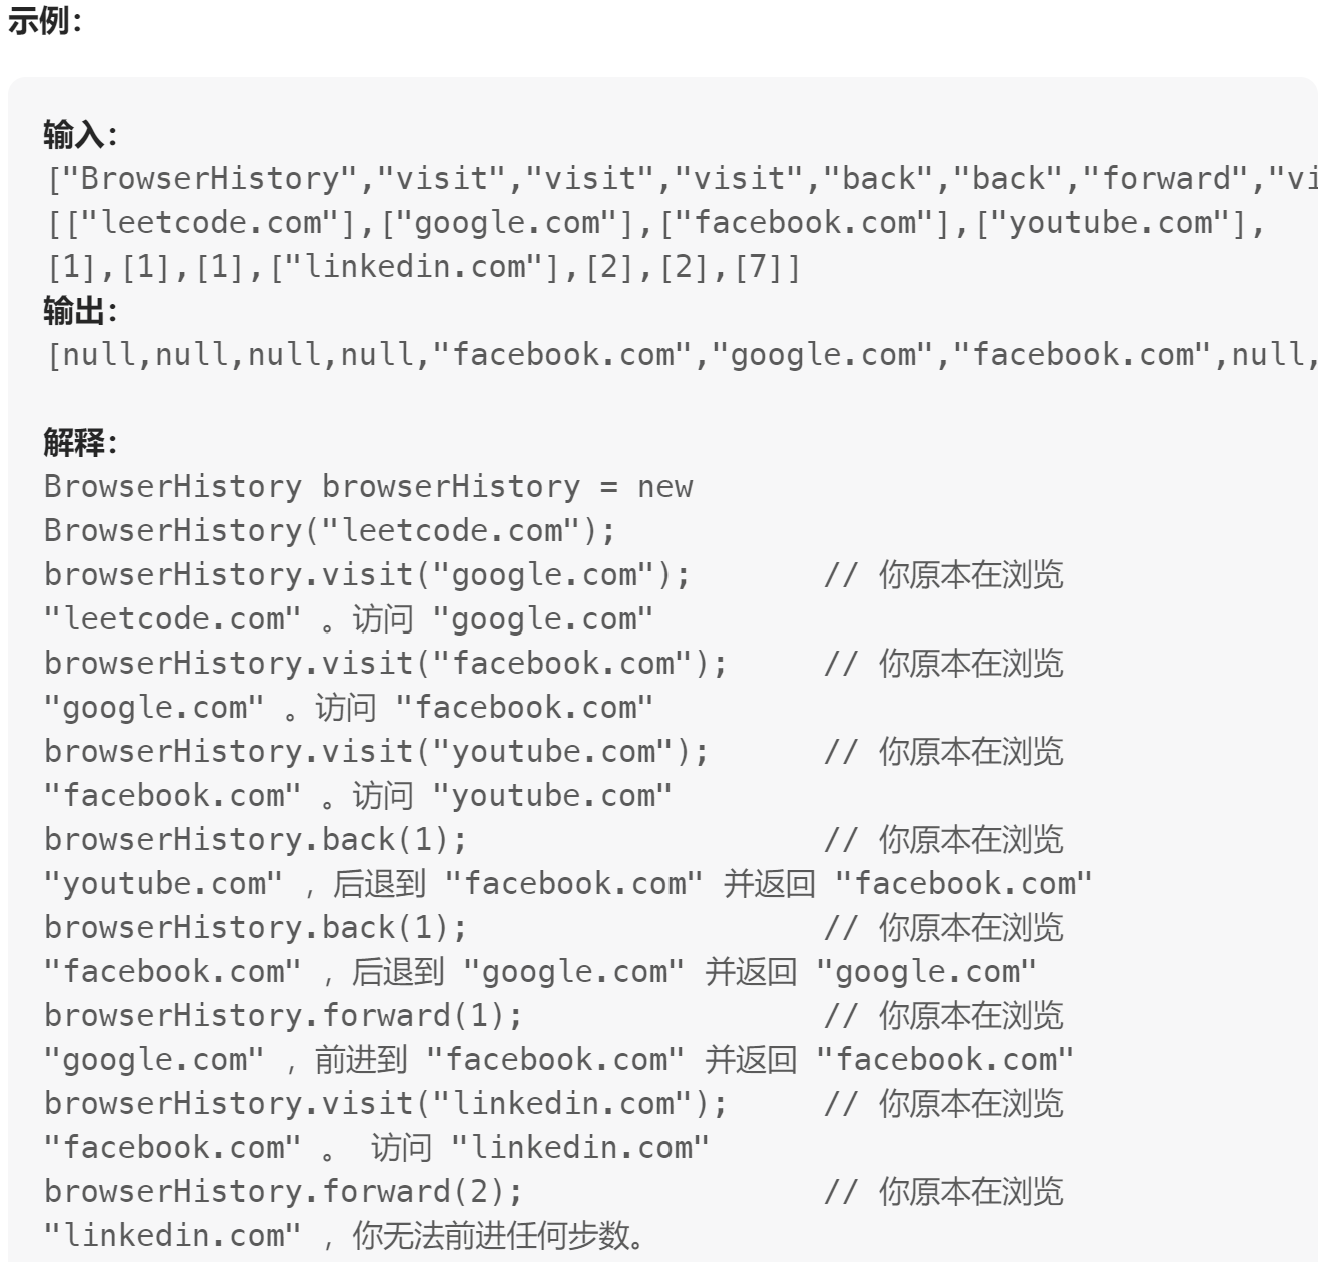 示例：
输入：
["BrowserHistory","visit","visit","visit","back","back","forward","vi
[["leetcode.com"],["google.com"],["facebook.com"],["youtube.com"],
[1],[1],[1],["linkedin.com"],[2],[2],[7]]
输出：
[null,null,null,null,"facebook.com","google.com","facebook.com",null,
解释：
BrowserHistory browserHistory = new
BrowserHistory("leetcode.com");
browserHistory.visit("google.com");       // 你原本在浏览
"leetcode.com" 。访问 "google.com"
browserHistory.visit("facebook.com");     // 你原本在浏览
"google.com" 。访问 "facebook.com"
browserHistory.visit("youtube.com");      // 你原本在浏览
"facebook.com" 。访问 "youtube.com"
browserHistory.back(1);                   // 你原本在浏览
"youtube.com" ，后退到 "facebook.com" 并返回 "facebook.com"
browserHistory.back(1);                   // 你原本在浏览
"facebook.com" ，后退到 "google.com" 并返回 "google.com"
browserHistory.forward(1);                // 你原本在浏览
"google.com" ，前进到 "facebook.com" 并返回 "facebook.com"
browserHistory.visit("linkedin.com");     // 你原本在浏览
"facebook.com" 。 访问 "linkedin.com"
browserHistory.forward(2);                // 你原本在浏览
"linkedin.com" ，你无法前进任何步数。